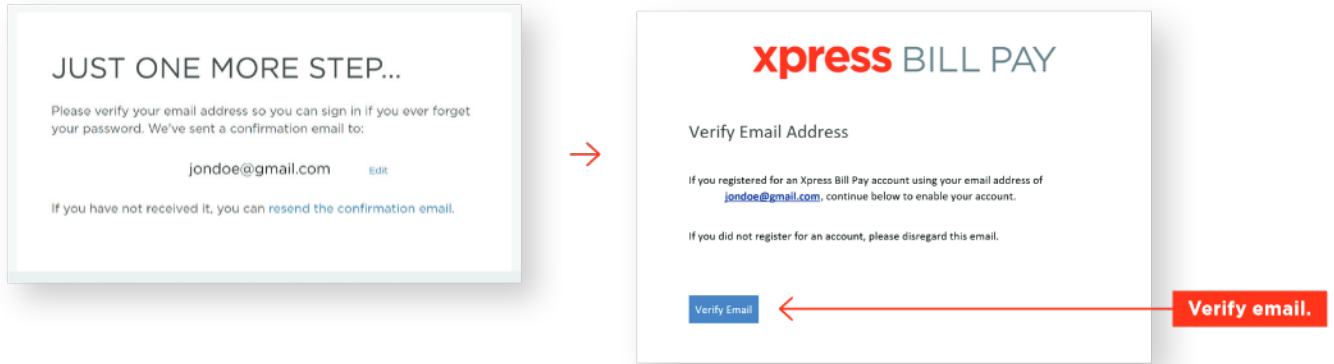 JUST ONE MORE STEP...
Please verify your email address so you can sign in if you ever forget
your password. We've sent a confirmation email to:
jondoe@gmail.com Edit
If you have not received it, you can resend the confirmation email.
xpress BILL PAY
Verify Email Address
If you registered for an Xpress Bill Pay account using your email address of
jondoe@gmail.com, continue below to enable your account.
If you did not register for an account, please disregard this email.
Verify Email
Verify email.